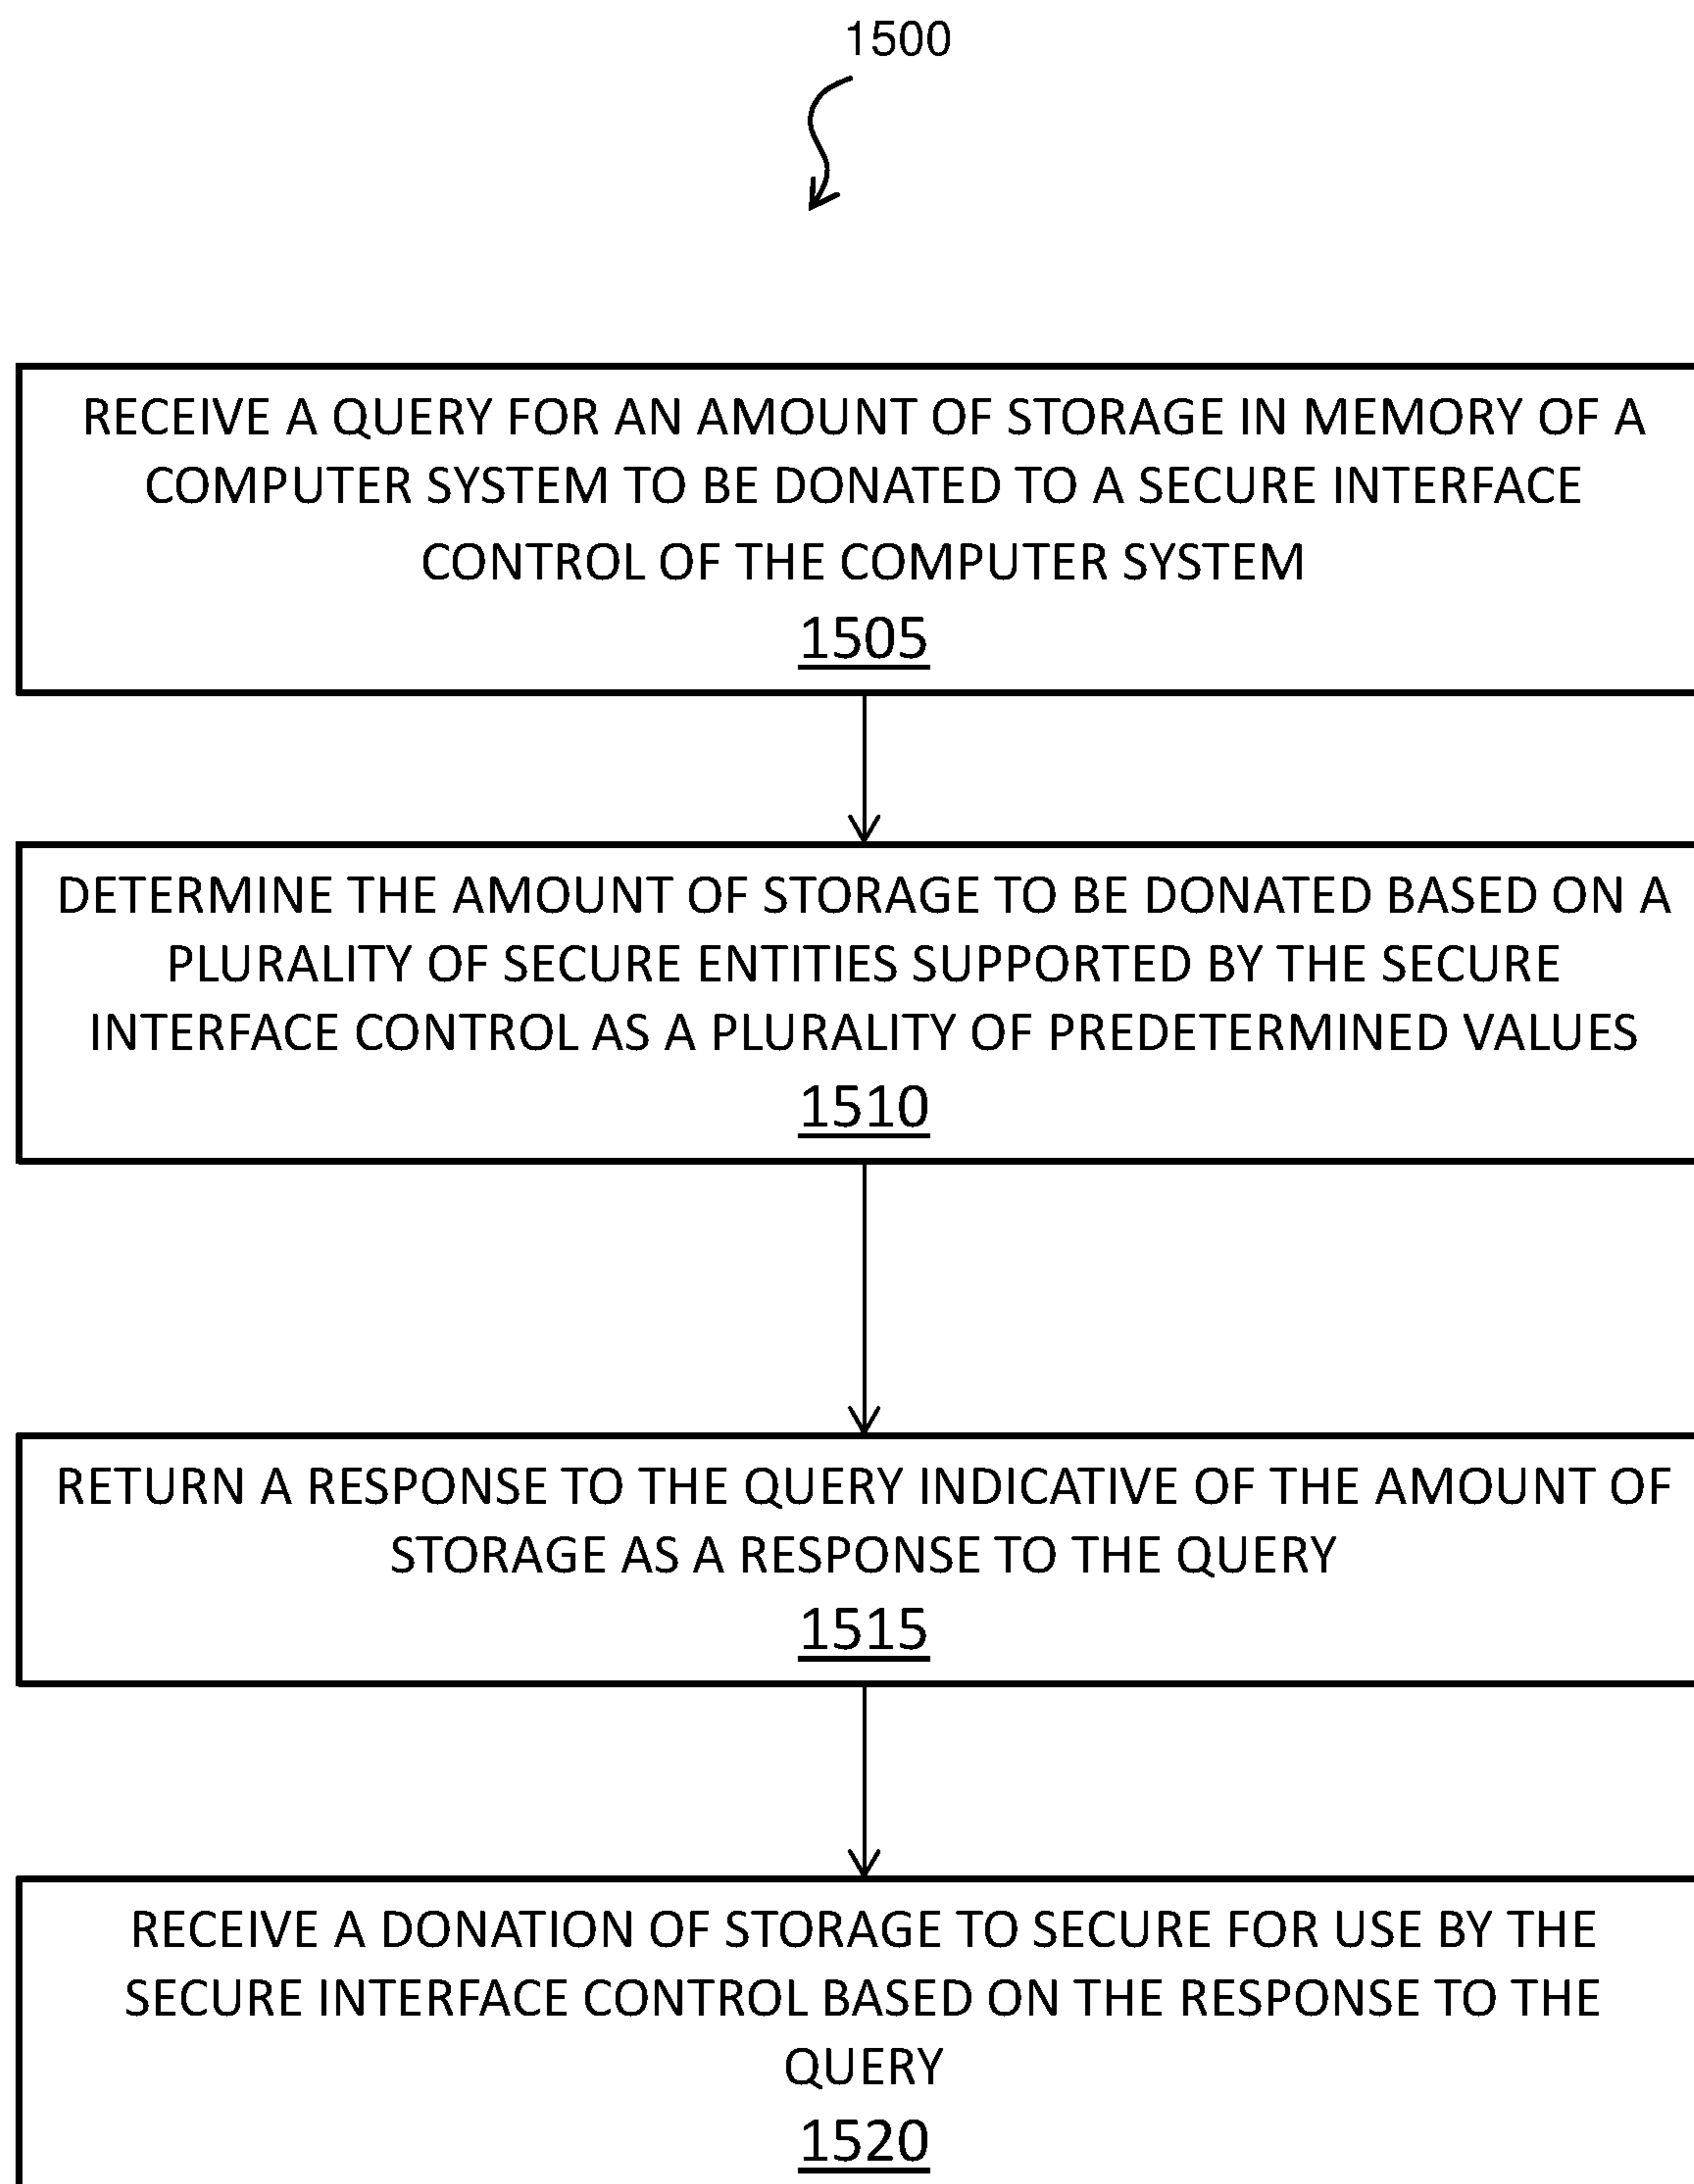 1500
RECEIVE A QUERY FOR AN AMOUNT OF STORAGE IN MEMORY OF A
COMPUTER SYSTEM TO BE DONATED TO A SECURE INTERFACE
CONTROL OF THE COMPUTER SYSTEM
1505
DETERMINE THE AMOUNT OF STORAGE TO BE DONATED BASED ON A
PLURALITY OF SECURE ENTITIES SUPPORTED BY THE SECURE
INTERFACE CONTROL AS A PLURALITY OF PREDETERMINED VALUES
1510
RETURN A RESPONSE TO THE QUERY INDICATIVE OF THE AMOUNT OF
STORAGE AS A RESPONSE TO THE QUERY
1515
RECEIVE A DONATION OF STORAGE TO SECURE FOR USE BY THE
SECURE INTERFACE CONTROL BASED ON THE RESPONSE TO THE
QUERY
1520